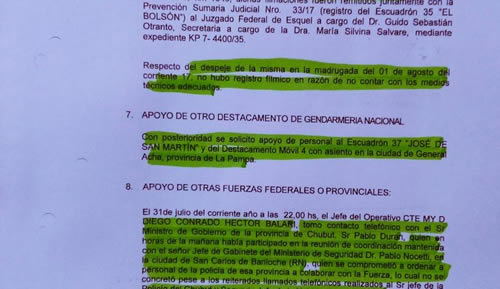 Prevención Sumaria Judicial Nro. 33/17 (registro del Escuadrón 35 "EL
BOLSÓN") al Juzgado Federal de Esquel a cargo del Dr. Guido Sebastián
Otranto, Secretaria a cargo de la Dra. María Silvina Salvare, mediante
expediente KP 7- 4400/35.
Respecto del despeje de la misma en la madrugada del 01 de agosto del
corriente 17, no hubo registro fílmico en razón de no contar con los medios
técnicos adecuados.
7. APOYO DE OTRO DESTACAMENTO DE GENDARMERIA NACIONAL
Con posterioridad se solicito apoyo de personal al Escuadrón 37 "JOSÉ DE
SAN MARTÍN" y del Destacamento Móvil 4 con asiento en la ciudad de General
Acha, provincia de La Pampa.
8. APOYO DE OTRAS FUERZAS FEDERALES O PROVINCIALES:
El 31de julio del corriente año a las 22,00 hs, el Jefe del Operativo CTE MY D
DIEGO CONRADO HECTOR BALARI, tomo contacto telefónico con el Sr
Ministro de Gobierno de la provincia de Chubut, Sr Pablo Durán, quien en
horas de la mañana había participado en la reunión de coordinación mantenida
con el señor Jefe de Gabinete del Ministerio de Seguridad Dr. Pablo Nocetti, en
la ciudad de San Carlos de Bariloche (RN), quien se comprometió a ordenar a
personal de la policía de esa provincia a colaborar con la Fuerza, lo cual no se
concretó pese a los reiterados llamados telefónicos realizados al Sr jefe de la